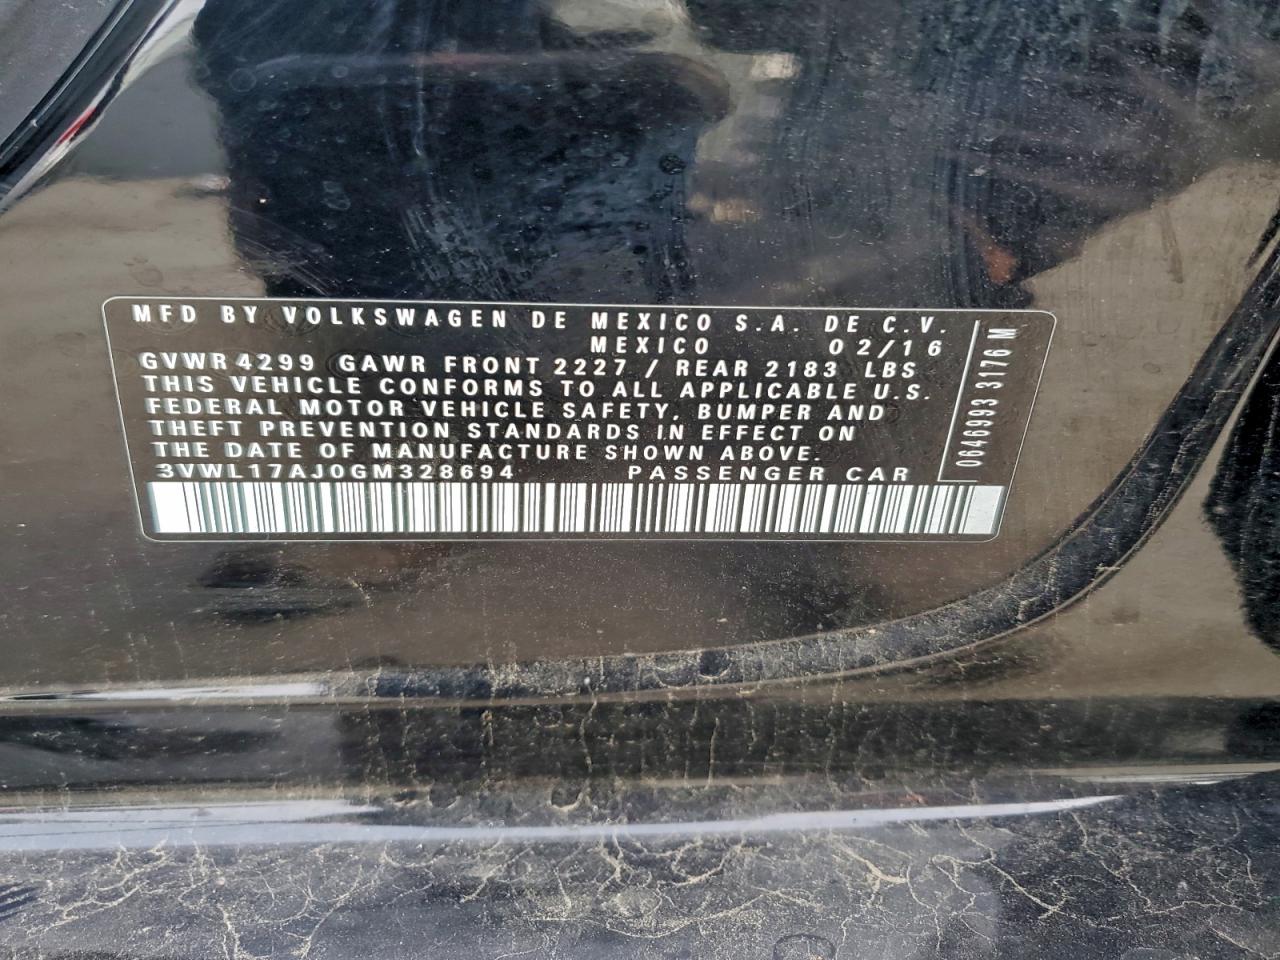 MFD BY VOLKSWAGEN DE MEXICO S.A. DE C.V.
MEXICO 02/16
GVWR 4299 GAWR FRONT 2227 / REAR 2183 LBS
THIS VEHICLE CONFORMS TO ALL APPLICABLE U.S.
FEDERAL MOTOR VEHICLE SAFETY, BUMPER AND
THEFT PREVENTION STANDARDS IN EFFECT ON
THE DATE OF MANUFACTURE SHOWN ABOVE.
3VWL17AJ0GM328694 PASSENGER CAR
0646993 3176 M